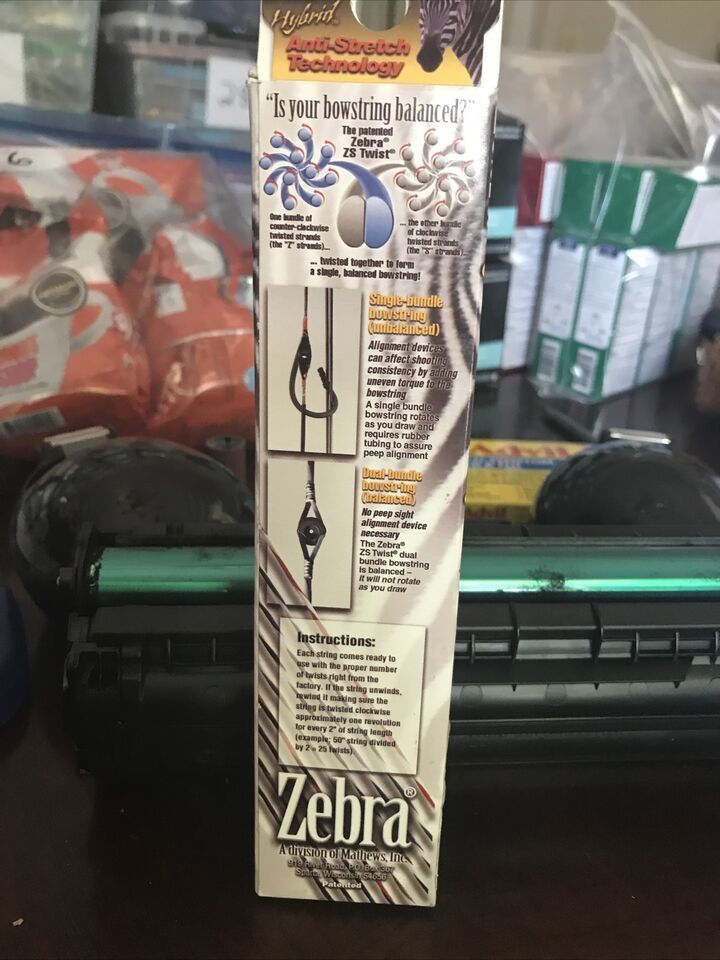 Hybrid
Anti-Stretch
Technology
"Is your bowstring balanced?"
The patented
Zebra®
ZS Twist®
One bundle of
counter-clockwise
twisted strands
(the "Z" strands)...
... the other bundle
of clockwise
twisted strands
(the "S" strands)...
... twisted together to form
a single, balanced bowstring!
Single-bundle
bowstring
(unbalanced)
Alignment devices
can affect shooting
consistency by adding
uneven torque to the
bowstring
A single bundle
bowstring rotates
as you draw and
requires rubber
tubing to assure
peep alignment
Dual-bundle
bowstring
(balanced)
No peep sight
alignment device
necessary
The Zebra®
ZS Twist® dual
bundle bowstring
is balanced –
it will not rotate
as you draw
Instructions:
Each string comes ready to
use with the proper number
of twists right from the
factory. If the string unwinds,
rewind it making sure the
string is twisted clockwise
approximately one revolution
for every 2" of string length
(example: 50" string divided
by 2 = 25 twists)
Zebra®
A division of Mathews, Inc.
919 River Road, P.O. Box 367
Sparta, Wisconsin 54656
Patented
Advil